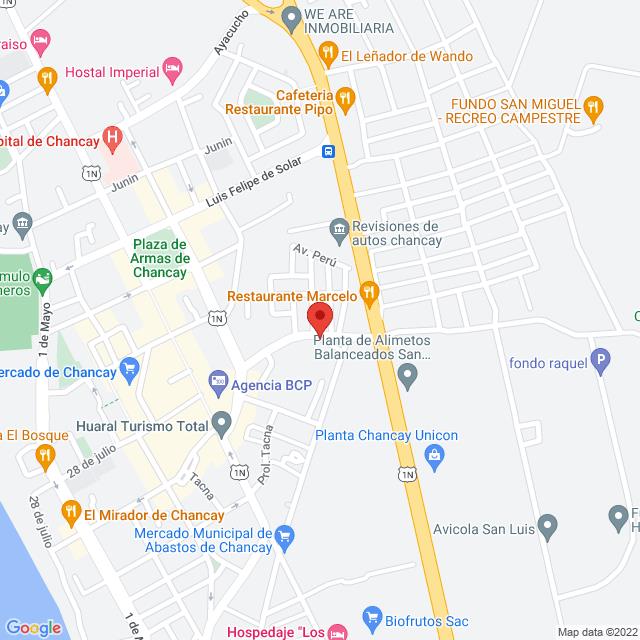 WE ARE
INMOBILIARIA
Ayacucho
raiso
El Leñador de Wando
Hostal Imperial
Cafeteria
Restaurante Pipo
FUNDO SAN MIGUEL
- RECREO CAMPESTRE
pital de Chancay
H
Junin
1N
Junin
Luis Felipe de Solar
ay
Revisiones de
autos chancay
Plaza de
Armas de
Chancay
Av. Perú
mulo
neros
Restaurante Marcelo
1N
1 de Mayo
Planta de Alimetos
Balanceados San...
C
fondo raquel
P
ercado de Chancay
Agencia BCP
Huaral Turismo Total
a El Bosque
Prol. Tacna
Planta Chancay Unicon
28 de julio
1N
1N
Tacna
28 de julio
El Mirador de Chancay
Mercado Municipal de
Abastos de Chancay
Avicola San Luis
F
H
1 de M
Biofrutos Sac
Hospedaje "Los
Google
Map data ©2022